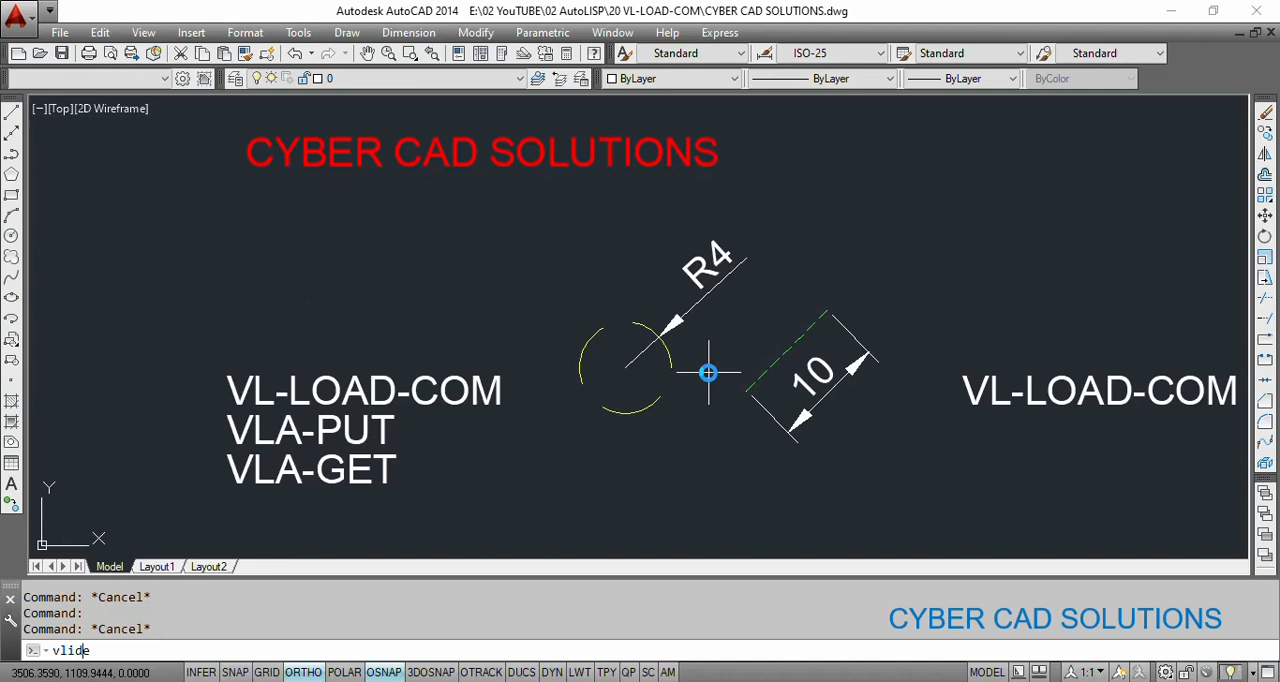 Autodesk AutoCAD 2014 E:\02 YouTUBE\02 AutoLISP\20 VL-LOAD-COM\CYBER CAD SOLUTIONS.dwg
File Edit View Insert Format Tools Draw Dimension Modify Parametric Window Help Express
Standard ISO-25 Standard Standard
0 ByLayer ByLayer ByLayer ByColor
[−][Top][2D Wireframe]
CYBER CAD SOLUTIONS
R4
10
VL-LOAD-COM
VLA-PUT
VLA-GET
VL-LOAD-COM
Y
X
Model Layout1 Layout2
Command: *Cancel*
Command:
Command: *Cancel*
vlide
CYBER CAD SOLUTIONS
3506.3590, 1109.9444, 0.0000 INFER SNAP GRID ORTHO POLAR OSNAP 3DOSNAP OTRACK DUCS DYN LWT TPY QP SC AM MODEL 1:1